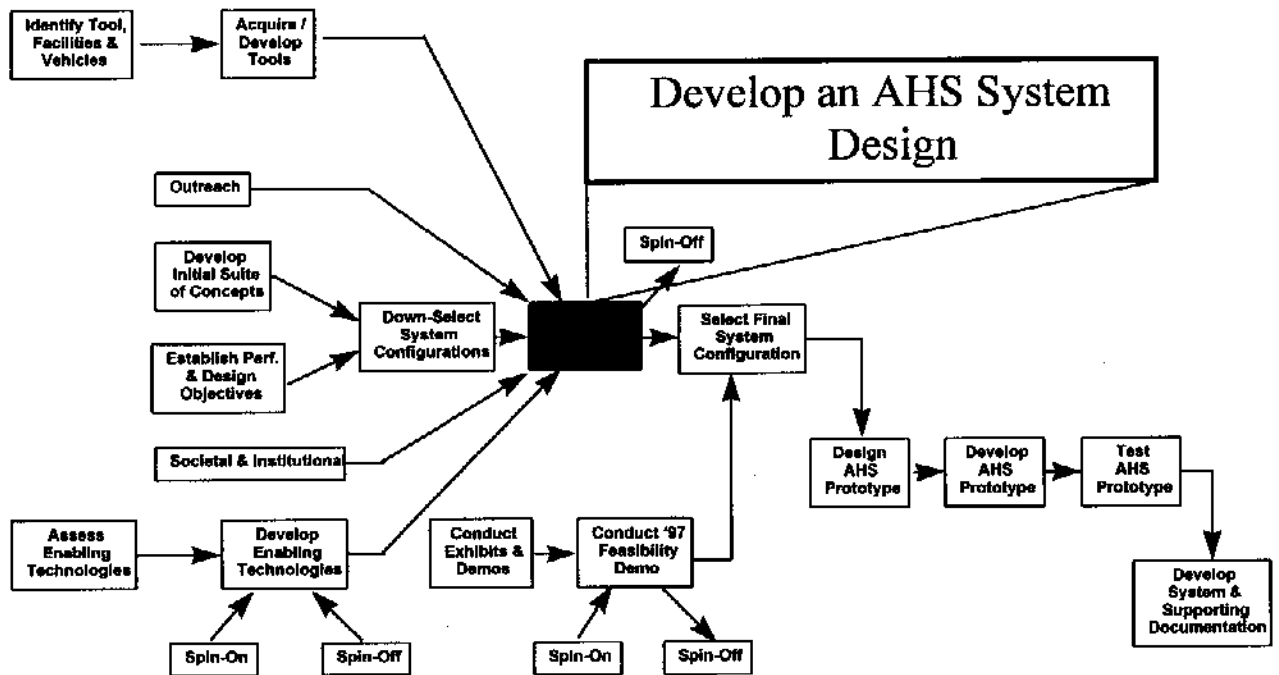 Identify Tool,
Facilities &
Vehicles
Acquire /
Develop
Tools
Develop an AHS System
Design
Outreach
Spin-Off
Develop
Initial Suite
of Concepts
Down-Select
System
Configurations
Select Final
System
Configuration
Establish Perf.
& Design
Objectives
Societal & Institutional
Design
AHS
Prototype
Develop
AHS
Prototype
Test
AHS
Prototype
Assess
Enabling
Technologies
Develop
Enabling
Technologies
Conduct
Exhibits &
Demos
Conduct '97
Feasibility
Demo
Develop
System &
Supporting
Documentation
Spin-On
Spin-Off
Spin-On
Spin-Off